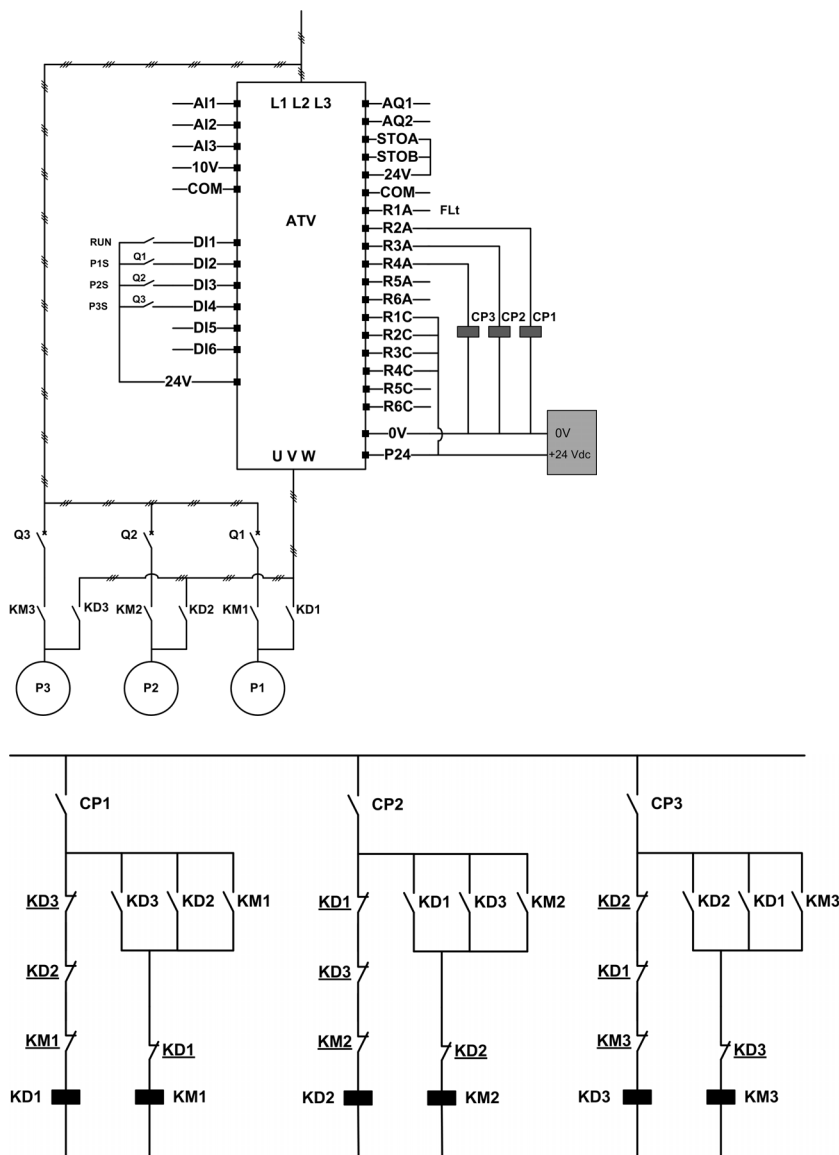 L1 L2 L3
AI1
AI2
AI3
10V
COM
ATV
RUN
DI1
P1S
Q1
DI2
P2S
Q2
DI3
P3S
Q3
DI4
DI5
DI6
24V
AQ1
AQ2
STOA
STOB
24V
COM
R1A
FLt
R2A
R3A
R4A
R5A
R6A
R1C
R2C
R3C
R4C
R5C
R6C
0V
P24
CP3
CP2
CP1
0V
+24 Vdc
U V W
Q3
Q2
Q1
KM3
KD3
KM2
KD2
KM1
KD1
P3
P2
P1
CP1
CP2
CP3
KD3
KD3
KD2
KM1
KD2
KM1
KD1
KD1
KM1
KD1
KD1
KD3
KM2
KD3
KM2
KD2
KD2
KM2
KD2
KD2
KD1
KM3
KD1
KM3
KD3
KD3
KM3